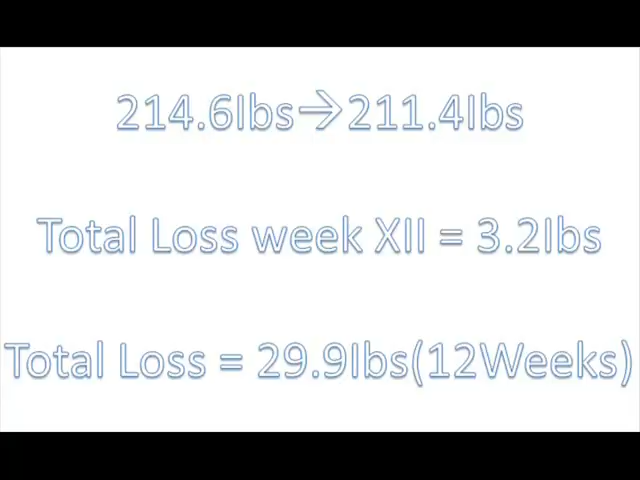 214.6lbs→211.4lbs
Total Loss week XII = 3.2lbs
Total Loss = 29.9lbs(12Weeks)